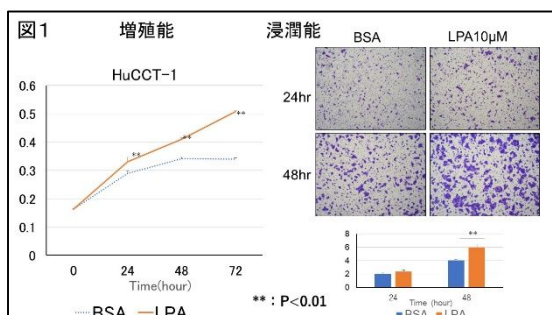 図1
増殖能
浸潤能
HuCCT-1
0.6
0.5
0.4
0.3
0.2
0.1
0
**
**
**
0
24
48
72
Time(hour)
BSA
LPA
**：P<0.01
BSA
LPA10μM
24hr
48hr
8
6
4
2
0
**
24
48
Time (hour)
BSA
LPA